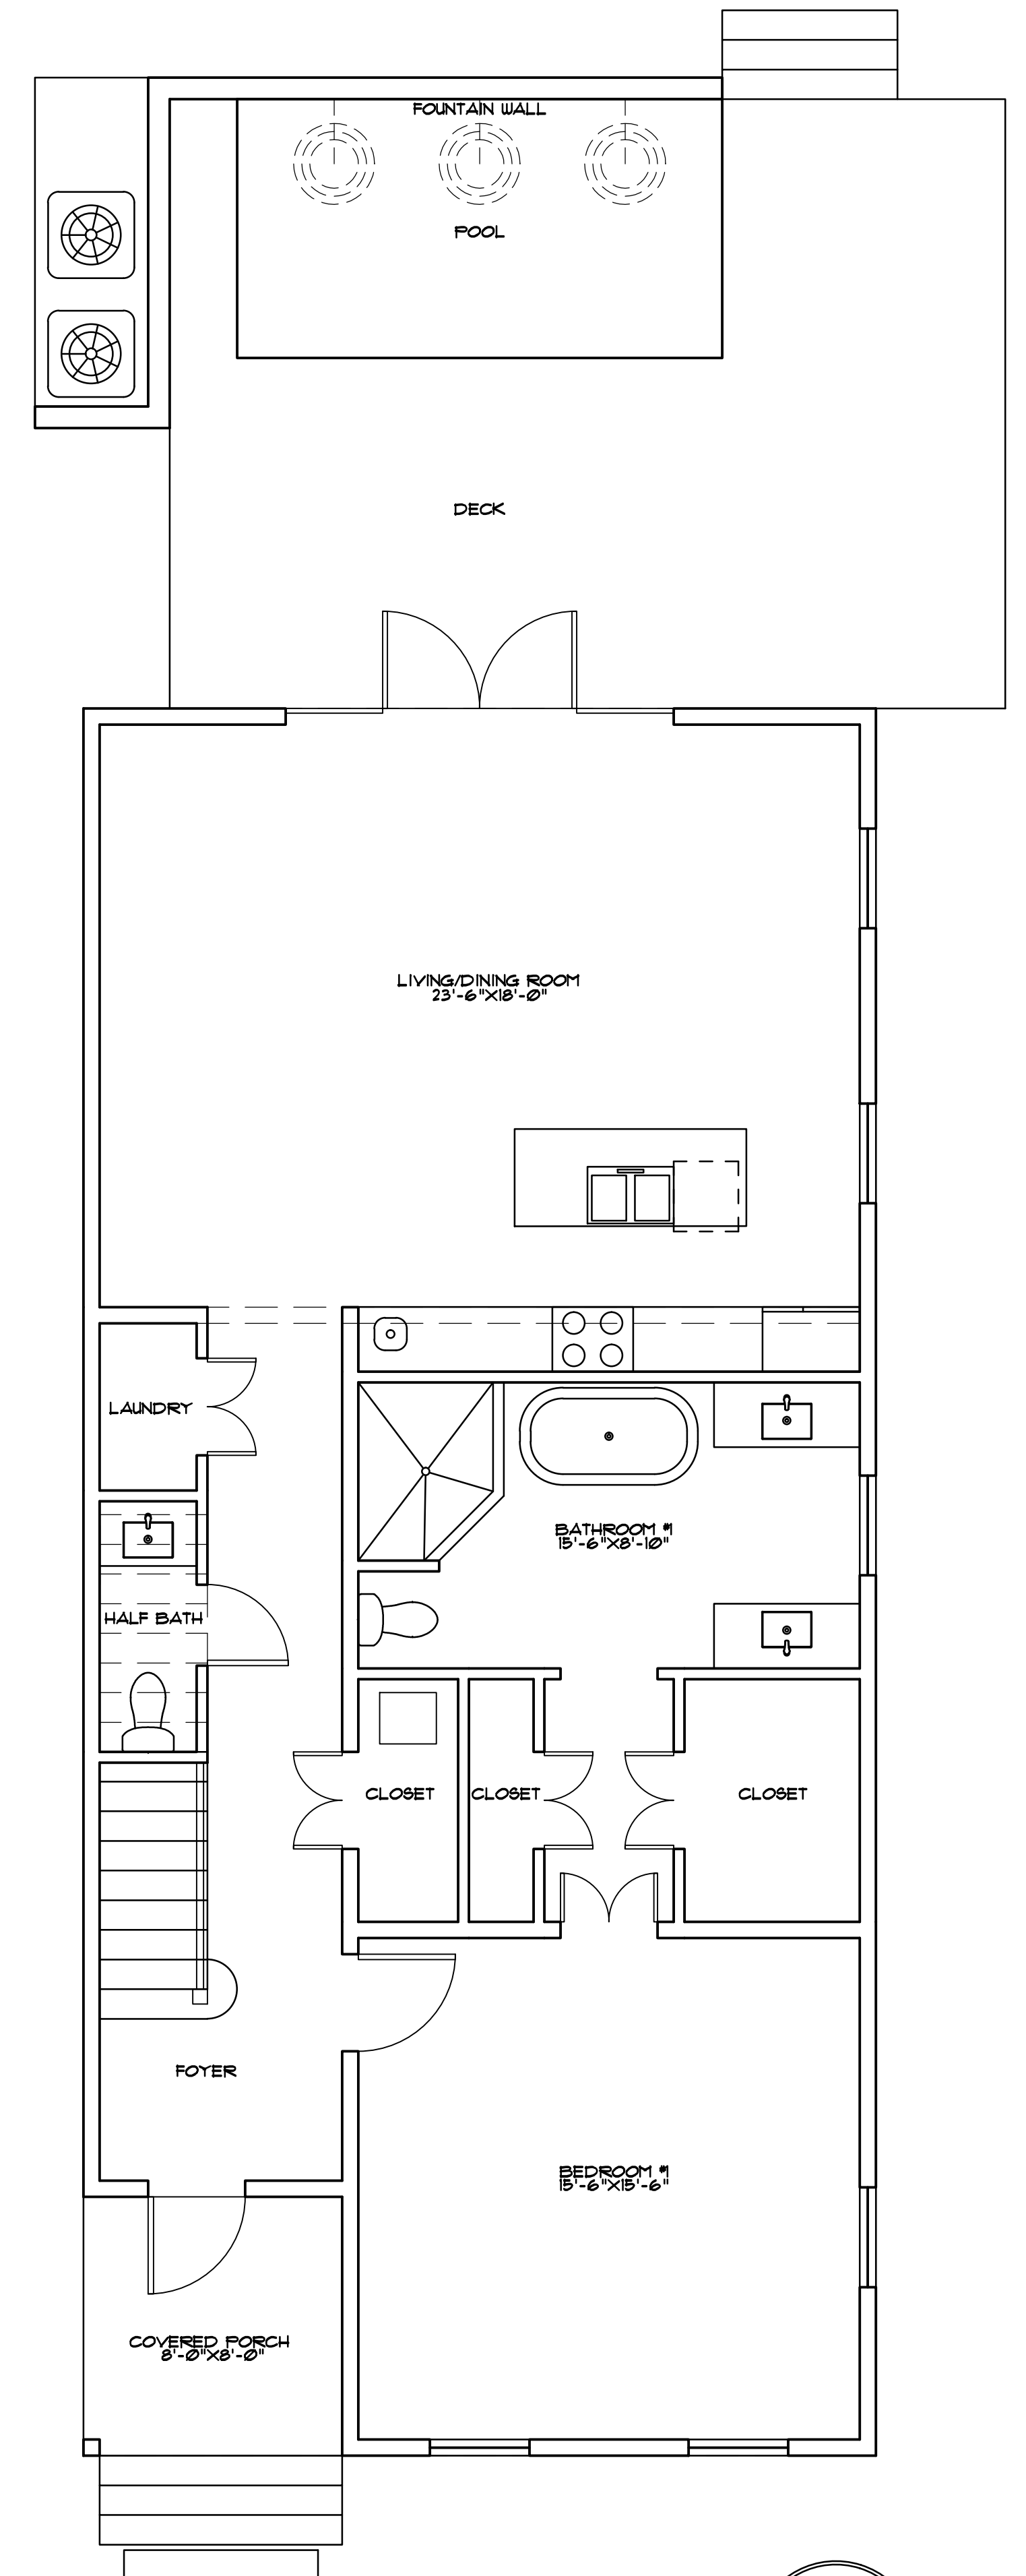 FOUNTAIN WALL
POOL
DECK
LIVING/DINING ROOM
23'-6"X18'-0"
LAUNDRY
BATHROOM #1
15'-6"X8'-10"
HALF BATH
CLOSET
CLOSET
CLOSET
FOYER
BEDROOM #1
15'-6"X15'-6"
COVERED PORCH
8'-0"X8'-0"